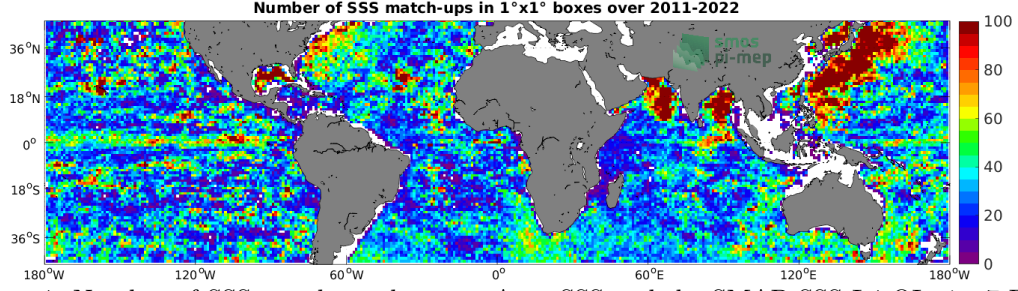 Number of SSS match-ups in 1°x1° boxes over 2011-2022
36°N
18°N
0°
18°S
36°S
180°W
120°W
60°W
0°
60°E
120°E
180°W
100
80
60
40
20
0
smos
pi-mep